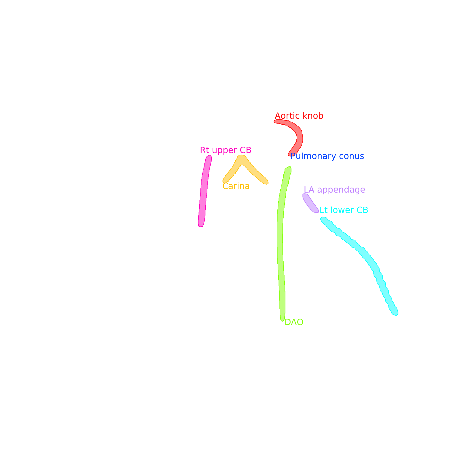 Aortic knob
Rt upper CB
Pulmonary conus
Carina
LA appendage
Lt lower CB
DAO